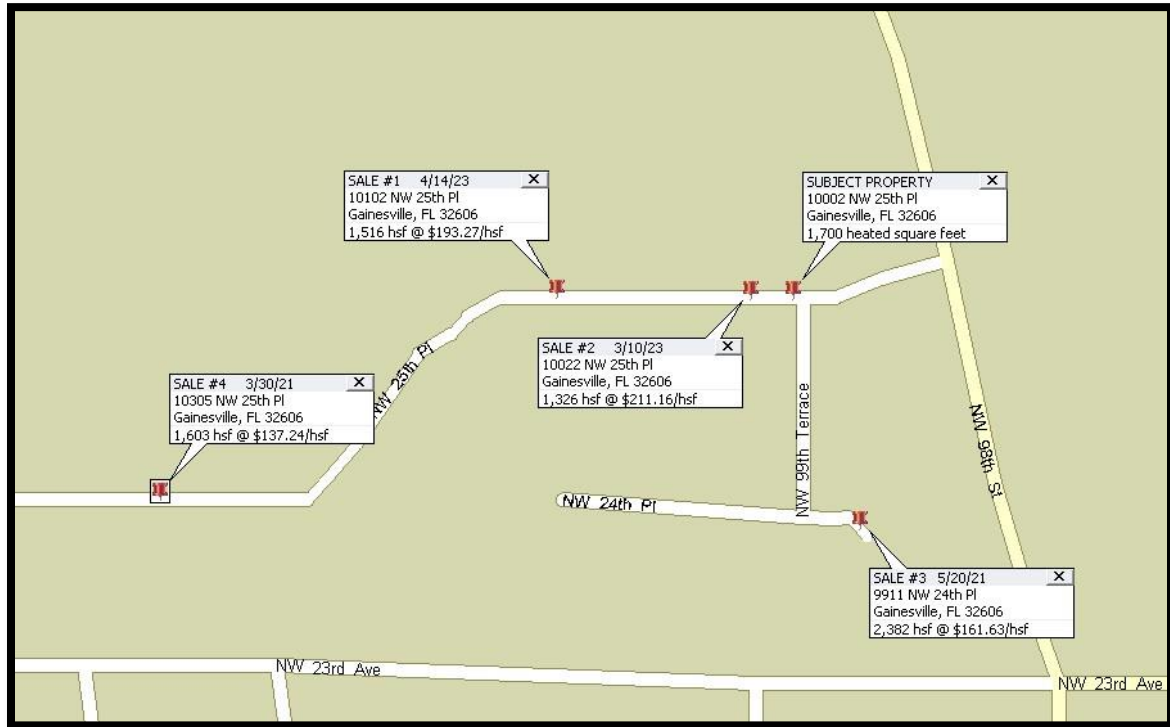 SALE #1 4/14/23
10102 NW 25th Pl
Gainesville, FL 32606
1,516 hsf @ $193.27/hsf
SUBJECT PROPERTY
10002 NW 25th Pl
Gainesville, FL 32606
1,700 heated square feet
SALE #2 3/10/23
10022 NW 25th Pl
Gainesville, FL 32606
1,326 hsf @ $211.16/hsf
SALE #4 3/30/21
10305 NW 25th Pl
Gainesville, FL 32606
1,603 hsf @ $137.24/hsf
NW 25th Pl
NW 99th Terrace
NW 98th St
NW 24th Pl
SALE #3 5/20/21
9911 NW 24th Pl
Gainesville, FL 32606
2,382 hsf @ $161.63/hsf
NW 23rd Ave
NW 23rd Ave